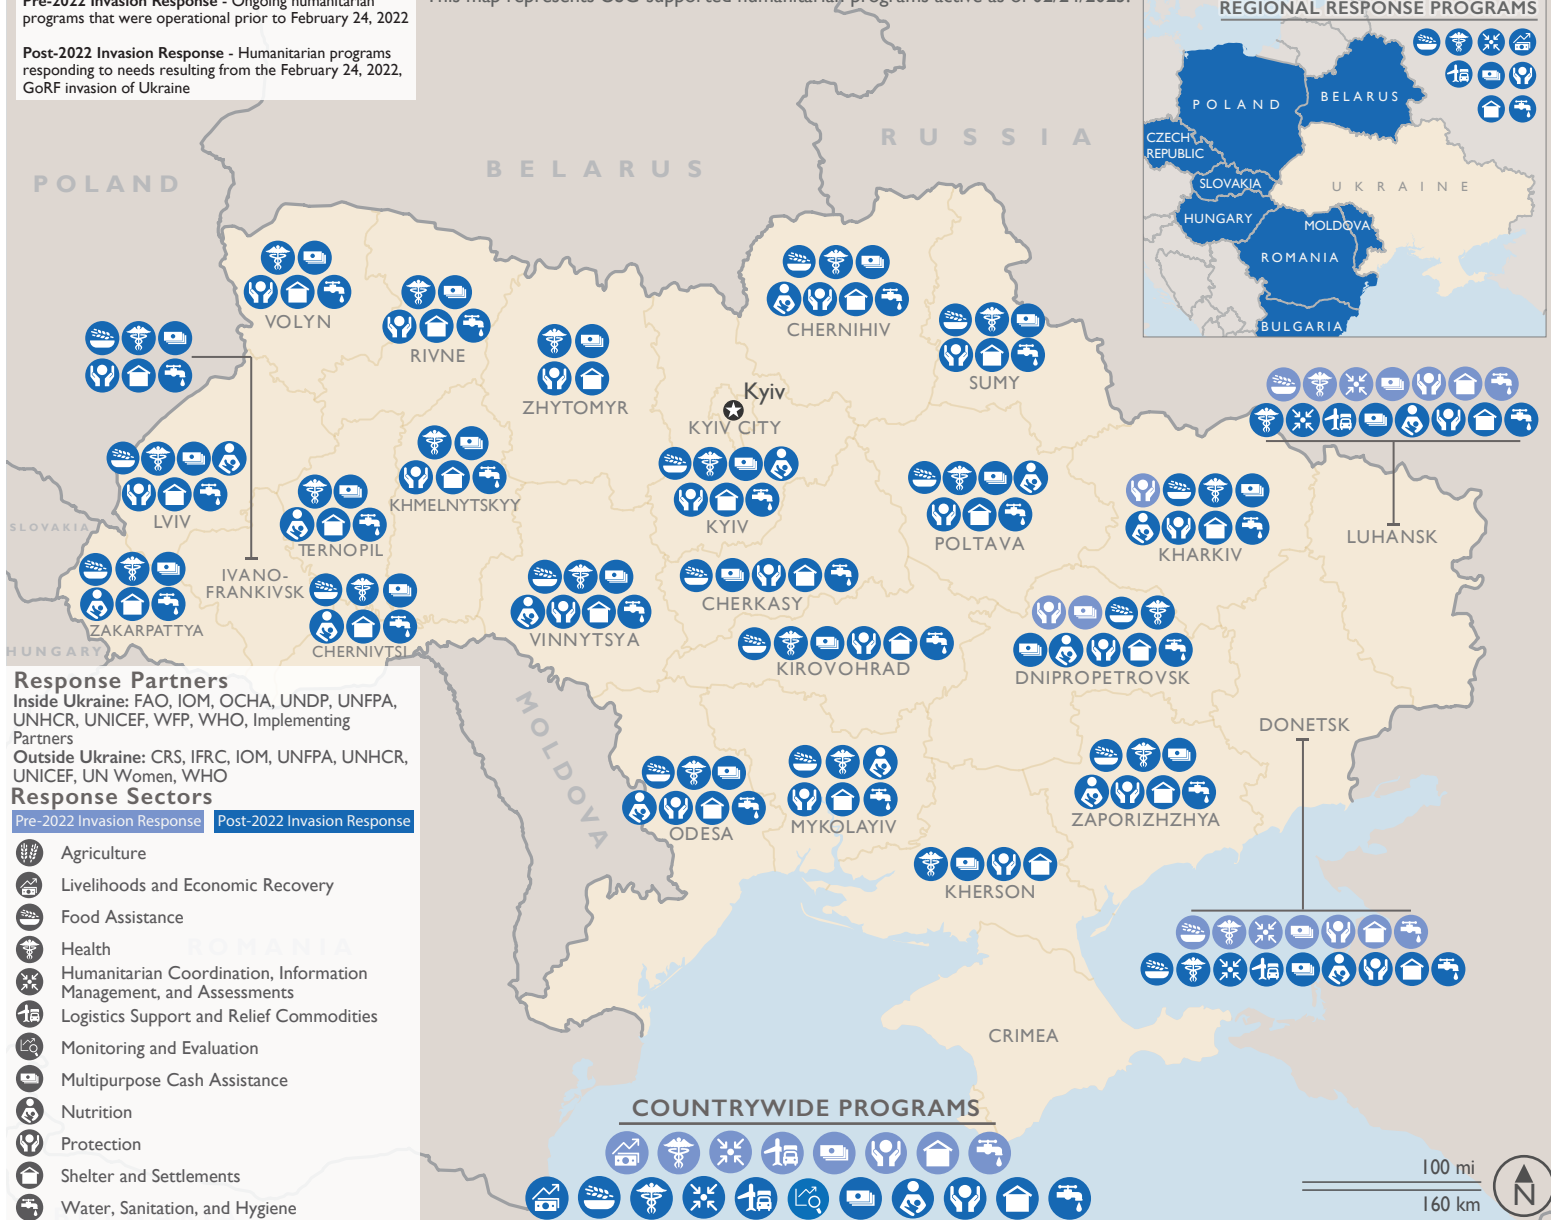 Pre-2022 Invasion Response - Ongoing humanitarian
programs that were operational prior to February 24, 2022
Post-2022 Invasion Response - Humanitarian programs
responding to needs resulting from the February 24, 2022,
GoRF invasion of Ukraine
REGIONAL RESPONSE PROGRAMS
POLAND
BELARUS
CZECH
REPUBLIC
SLOVAKIA
UKRAINE
HUNGARY
MOLDOVA
ROMANIA
BULGARIA
RUSSIA
BELARUS
POLAND
VOLYN
RIVNE
CHERNIHIV
SUMY
ZHYTOMYR
Kyiv
KYIV CITY
LVIV
KHMELNYTSKYY
TERNOPIL
KYIV
POLTAVA
KHARKIV
LUHANSK
SLOVAKIA
IVANO-
FRANKIVSK
ZAKARPATTYA
CHERNIVTSI
VINNYTSYA
CHERKASY
KIROVOHRAD
DNIPROPETROVSK
HUNGARY
DONETSK
MOLDOVA
ODESA
MYKOLAYIV
ZAPORIZHZHYA
KHERSON
ROMANIA
CRIMEA
Response Partners
Inside Ukraine: FAO, IOM, OCHA, UNDP, UNFPA,
UNHCR, UNICEF, WFP, WHO, Implementing
Partners
Outside Ukraine: CRS, IFRC, IOM, UNFPA, UNHCR,
UNICEF, UN Women, WHO
Response Sectors
Pre-2022 Invasion Response Post-2022 Invasion Response
Agriculture
Livelihoods and Economic Recovery
Food Assistance
Health
Humanitarian Coordination, Information
Management, and Assessments
Logistics Support and Relief Commodities
Monitoring and Evaluation
Multipurpose Cash Assistance
Nutrition
Protection
Shelter and Settlements
Water, Sanitation, and Hygiene
COUNTRYWIDE PROGRAMS
100 mi
160 km
N